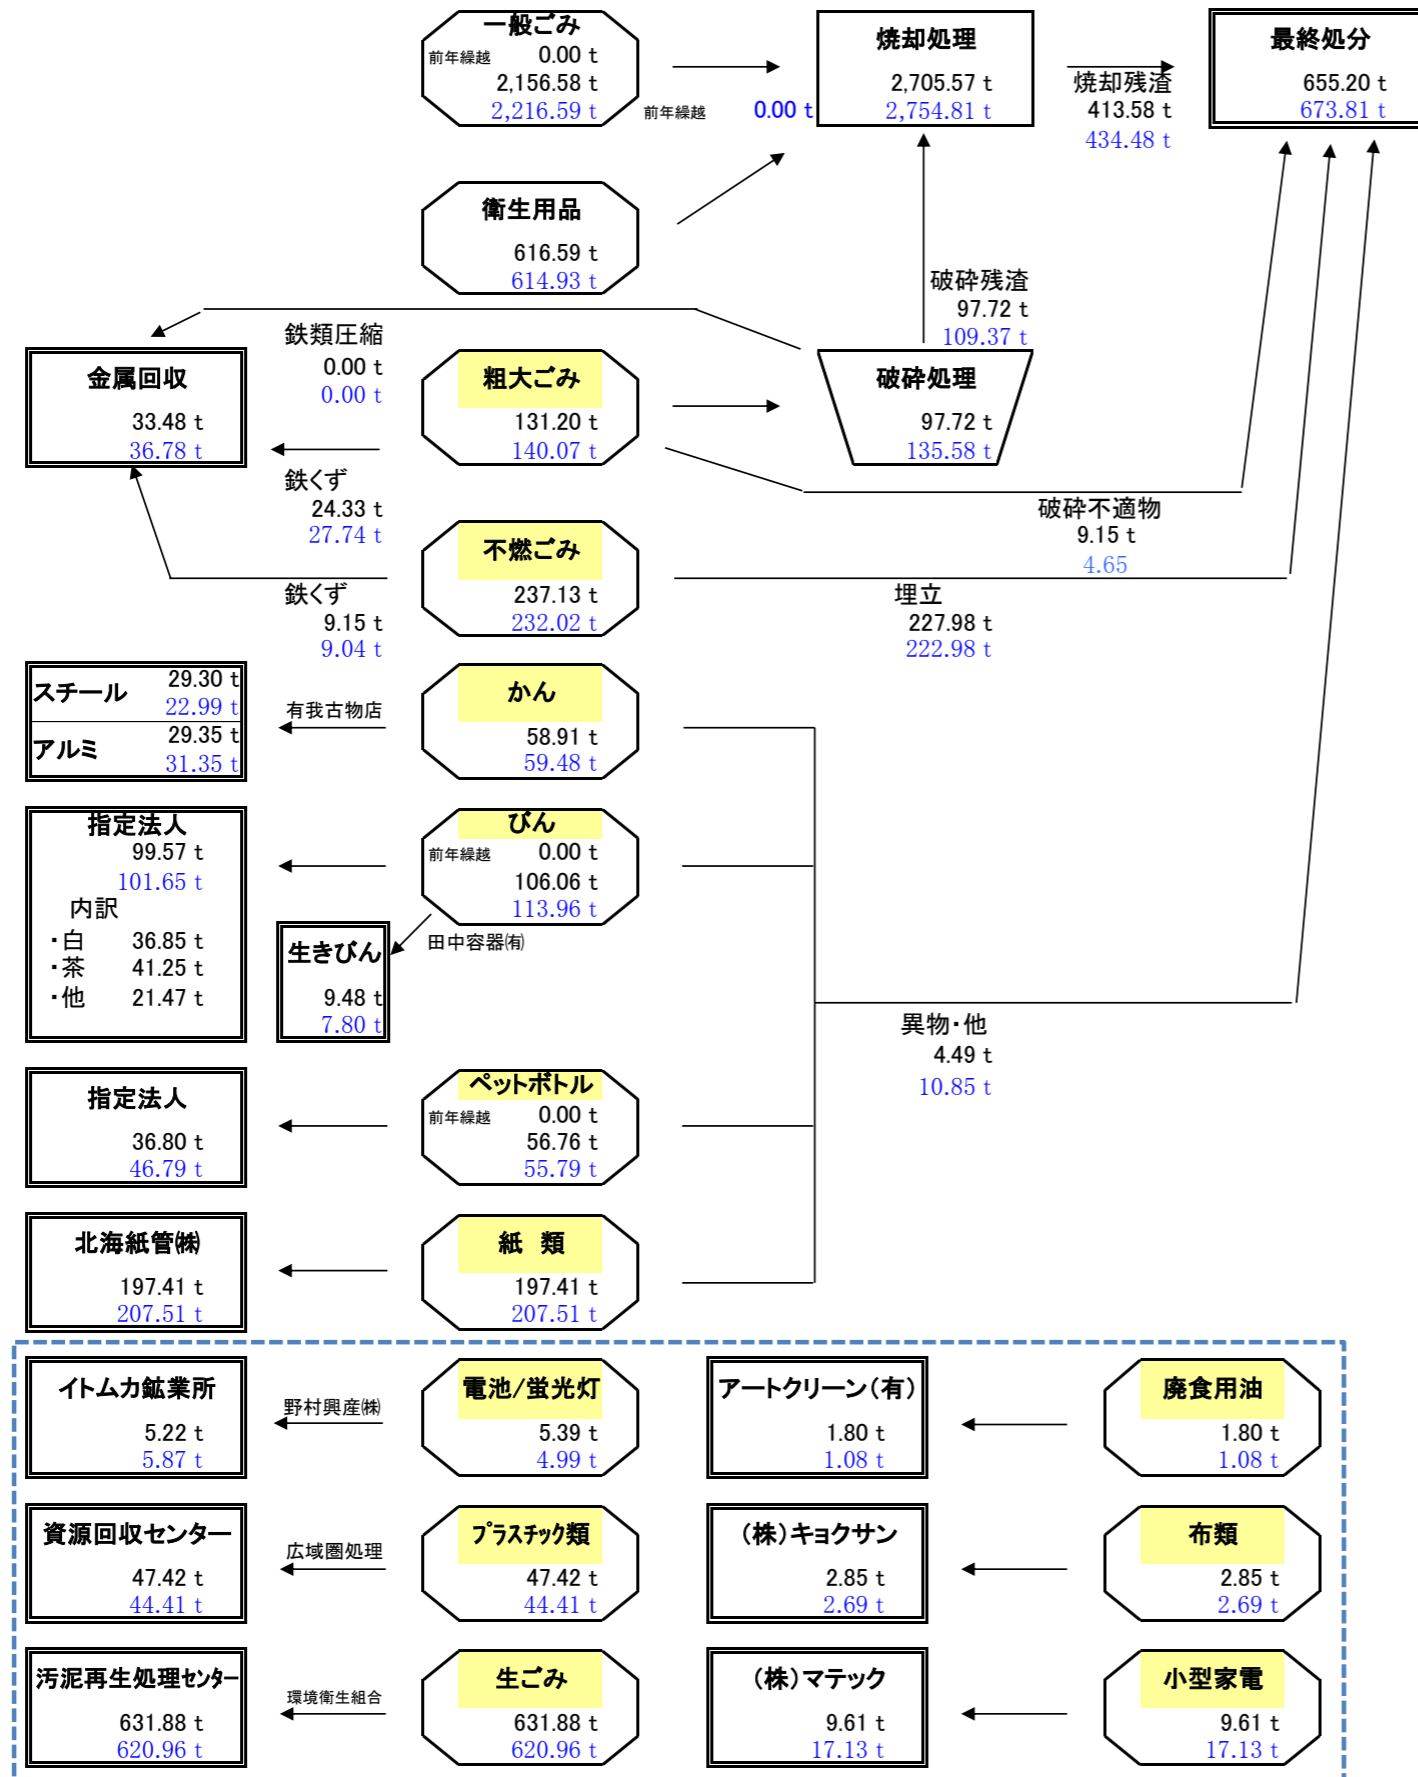 一般ごみ
前年繰越 0.00 t
2,156.58 t
2,216.59 t
前年繰越 0.00 t
焼却処理
2,705.57 t
2,754.81 t
焼却残渣
413.58 t
434.48 t
最終処分
655.20 t
673.81 t
衛生用品
616.59 t
614.93 t
破砕残渣
97.72 t
109.37 t
鉄類圧縮
0.00 t
0.00 t
金属回収
33.48 t
36.78 t
粗大ごみ
131.20 t
140.07 t
破砕処理
97.72 t
135.58 t
鉄くず
24.33 t
27.74 t
破砕不適物
9.15 t
4.65
不燃ごみ
237.13 t
232.02 t
鉄くず
9.15 t
9.04 t
埋立
227.98 t
222.98 t
スチール 29.30 t
22.99 t
アルミ 29.35 t
31.35 t
有我古物店
かん
58.91 t
59.48 t
指定法人
99.57 t
101.65 t
内訳
・白 36.85 t
・茶 41.25 t
・他 21.47 t
びん
前年繰越 0.00 t
106.06 t
113.96 t
田中容器㈲
生きびん
9.48 t
7.80 t
異物・他
4.49 t
10.85 t
指定法人
36.80 t
46.79 t
ペットボトル
前年繰越 0.00 t
56.76 t
55.79 t
北海紙管㈱
197.41 t
207.51 t
紙 類
197.41 t
207.51 t
イトムカ鉱業所
5.22 t
5.87 t
野村興産㈱
電池/蛍光灯
5.39 t
4.99 t
アートクリーン（有）
1.80 t
1.08 t
廃食用油
1.80 t
1.08 t
資源回収センター
47.42 t
44.41 t
広域圏処理
プラスチック類
47.42 t
44.41 t
（株）キョクサン
2.85 t
2.69 t
布類
2.85 t
2.69 t
汚泥再生処理センター
631.88 t
620.96 t
環境衛生組合
生ごみ
631.88 t
620.96 t
（株）マテック
9.61 t
17.13 t
小型家電
9.61 t
17.13 t